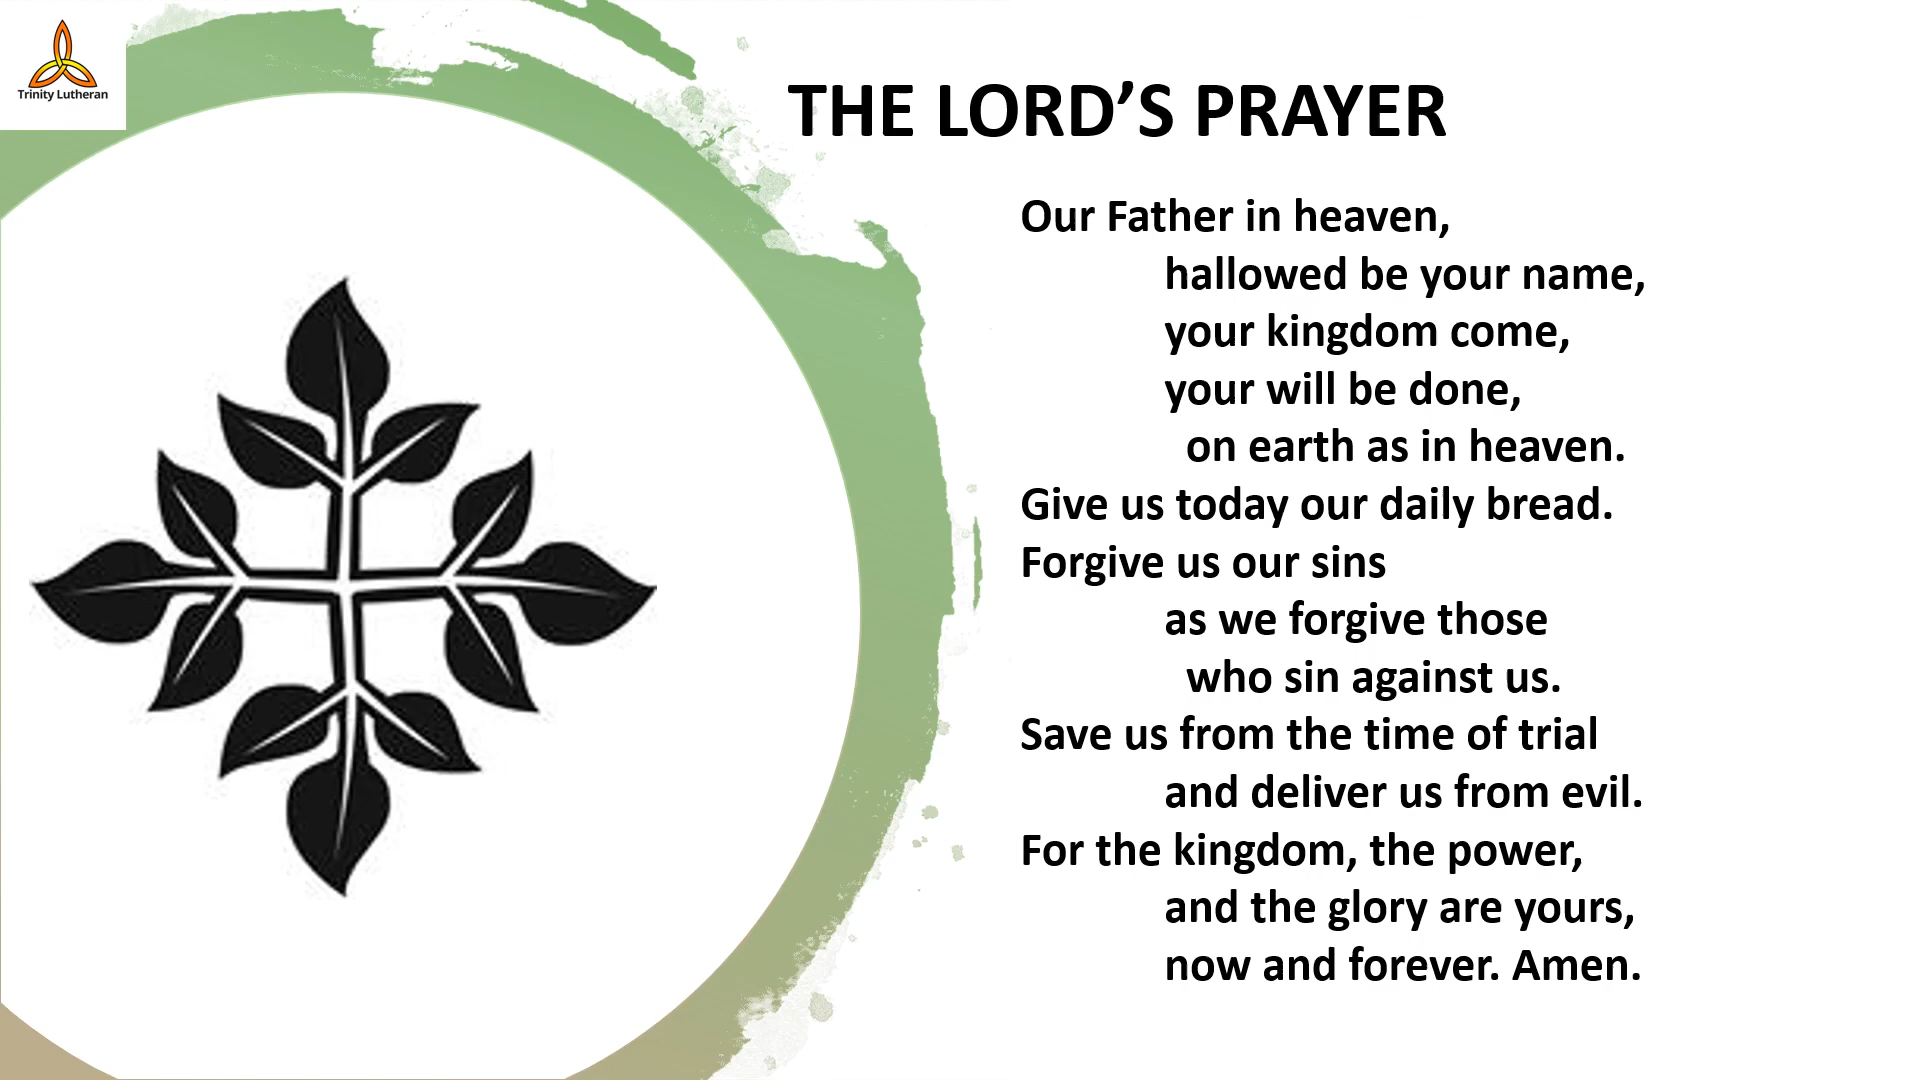 Trinity Lutheran
THE LORD’S PRAYER
Our Father in heaven,
hallowed be your name,
your kingdom come,
your will be done,
on earth as in heaven.
Give us today our daily bread.
Forgive us our sins
as we forgive those
who sin against us.
Save us from the time of trial
and deliver us from evil.
For the kingdom, the power,
and the glory are yours,
now and forever. Amen.